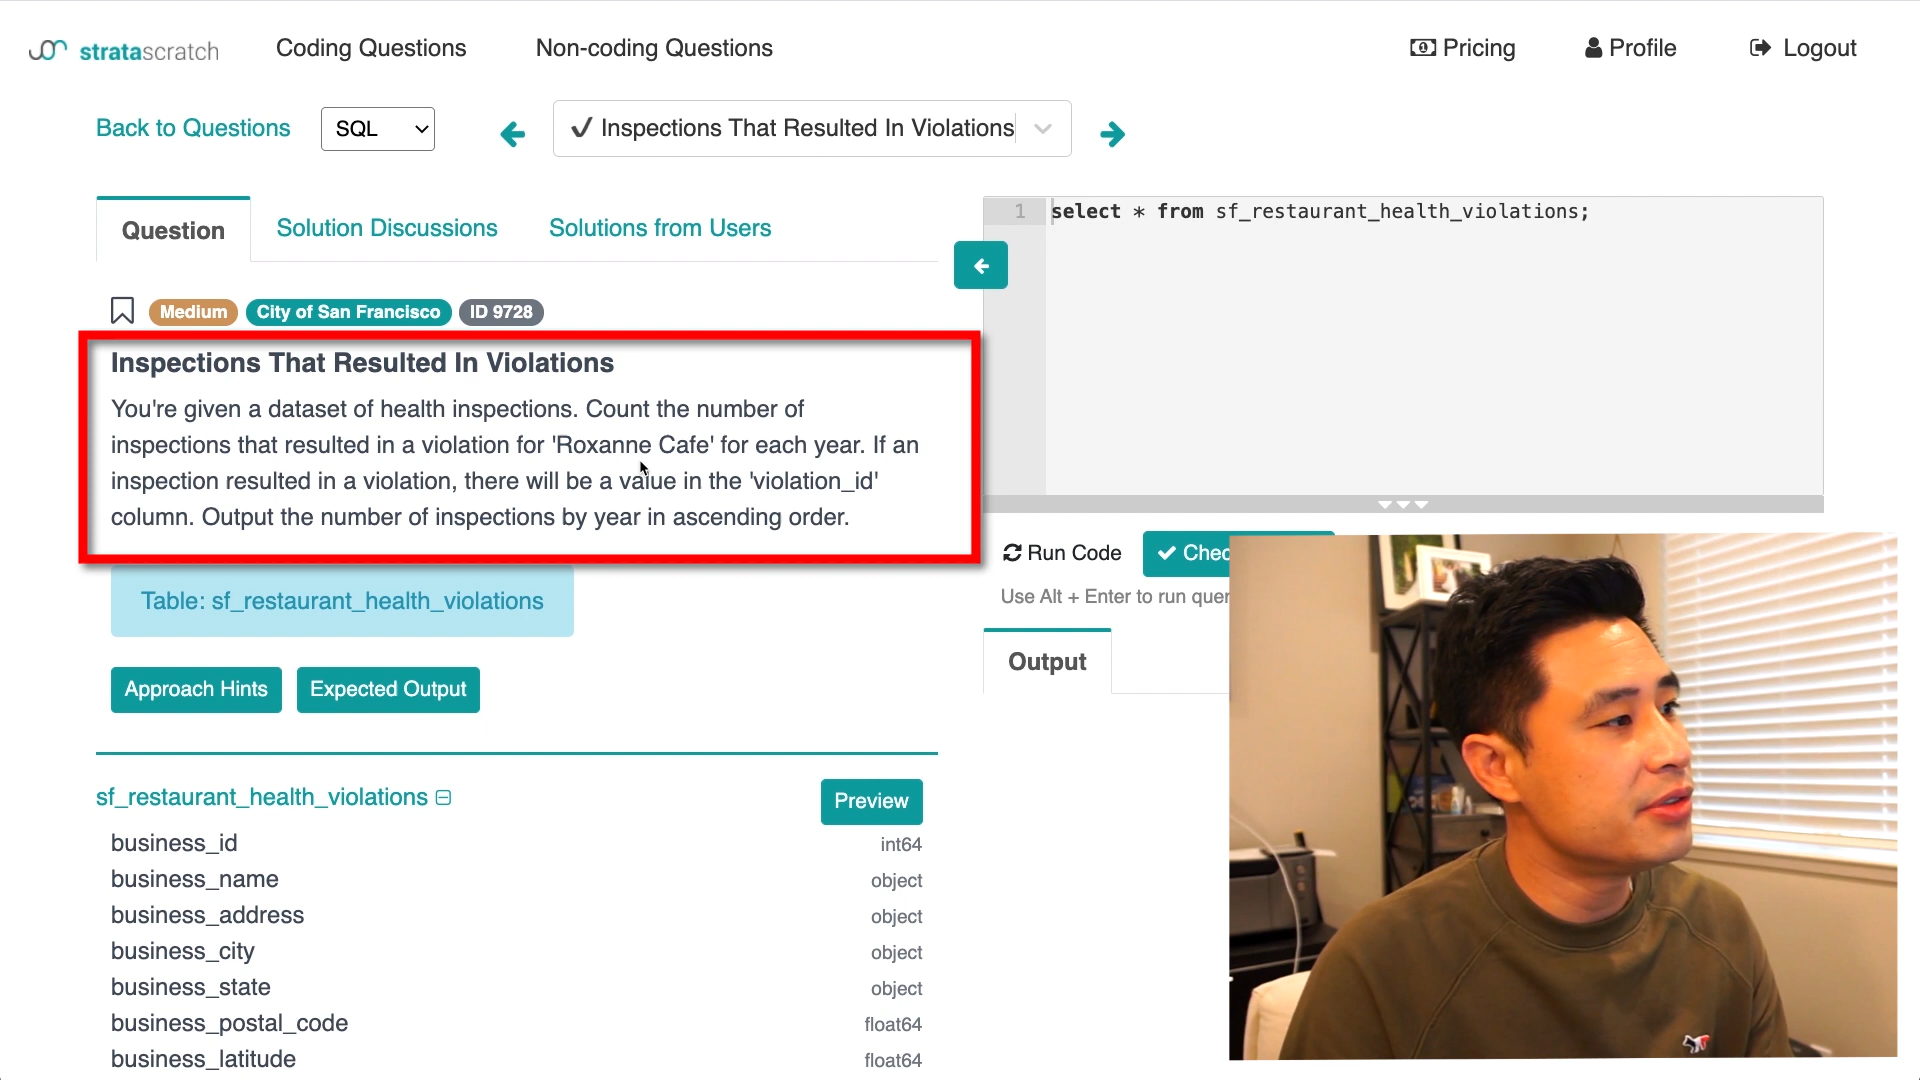 stratascratch
Coding Questions
Non-coding Questions
Pricing
Profile
Logout
Back to Questions
SQL
Inspections That Resulted In Violations
Question
Solution Discussions
Solutions from Users
1
select * from sf_restaurant_health_violations;
Medium
City of San Francisco
ID 9728
Inspections That Resulted In Violations
You're given a dataset of health inspections. Count the number of
inspections that resulted in a violation for 'Roxanne Cafe' for each year. If an
inspection resulted in a violation, there will be a value in the 'violation_id'
column. Output the number of inspections by year in ascending order.
Table: sf_restaurant_health_violations
Approach Hints
Expected Output
Run Code
Chec
Use Alt + Enter to run quer
Output
sf_restaurant_health_violations
Preview
business_id int64
business_name object
business_address object
business_city object
business_state object
business_postal_code float64
business_latitude float64